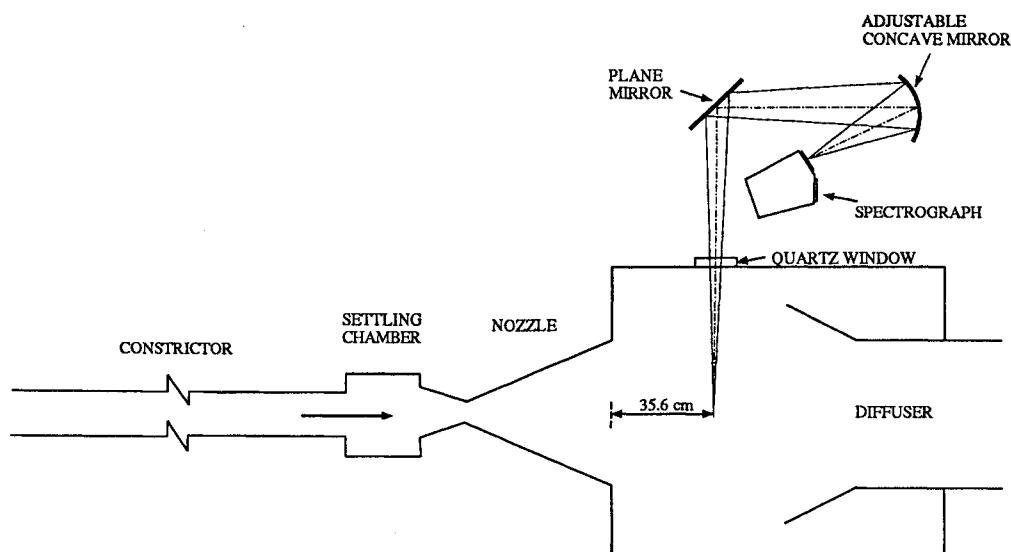 ADJUSTABLE
CONCAVE MIRROR
PLANE
MIRROR
SPECTROGRAPH
QUARTZ WINDOW
SETTLING
CHAMBER
NOZZLE
CONSTRICTOR
35.6 cm
DIFFUSER